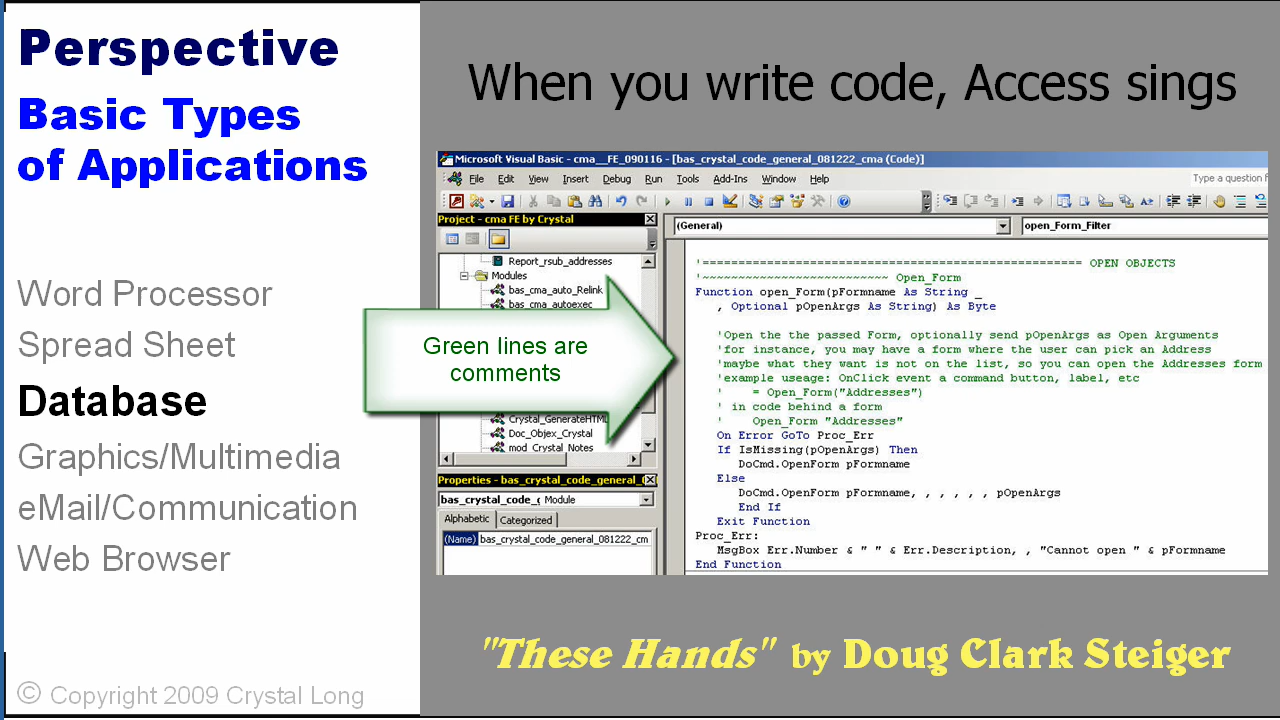 Perspective
Basic Types
of Applications
Word Processor
Spread Sheet
Database
Graphics/Multimedia
eMail/Communication
Web Browser
© Copyright 2009 Crystal Long
When you write code, Access sings
Microsoft Visual Basic - cma__FE_090116 - [bas_crystal_code_general_081222_cma (Code)]
File Edit View Insert Debug Run Tools Add-Ins Window Help
Type a question f
Project - cma FE by Crystal
Report_rsub_addresses
Modules
bas_cma_auto_Relink
bas_cma_autoexec
Green lines are
comments
Crystal_GenerateHTML
Doc_Objex_Crystal
mod_Crystal_Notes
Properties - bas_crystal_code_general_
bas_crystal_code_ Module
Alphabetic Categorized
(Name) bas_crystal_code_general_081222_cm
(General) open_Form_Filter
'===================================================== OPEN OBJECTS
'~~~~~~~~~~~~~~~~~~~~~~~~~~ Open_Form
Function open_Form(pFormname As String _
, Optional pOpenArgs As String) As Byte
'Open the the passed Form, optionally send pOpenArgs as Open Arguments
'for instance, you may have a form where the user can pick an Address
'maybe what they want is not on the list, so you can open the Addresses form
'example useage: OnClick event a command button, label, etc
' = Open_Form("Addresses")
' in code behind a form
' Open_Form "Addresses"
On Error GoTo Proc_Err
If IsMissing(pOpenArgs) Then
DoCmd.OpenForm pFormname
Else
DoCmd.OpenForm pFormname, , , , , , pOpenArgs
End If
Exit Function
Proc_Err:
MsgBox Err.Number & " " & Err.Description, , "Cannot open " & pFormname
End Function
"These Hands" by Doug Clark Steiger